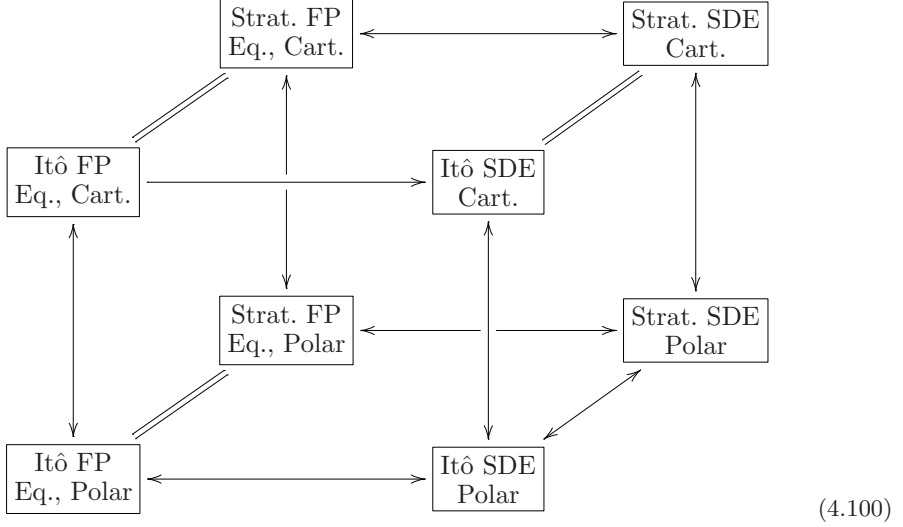 Strat. FP
Eq., Cart.
Strat. SDE
Cart.
Itô FP
Eq., Cart.
Itô SDE
Cart.
Strat. FP
Eq., Polar
Strat. SDE
Polar
Itô FP
Eq., Polar
Itô SDE
Polar
(4.100)